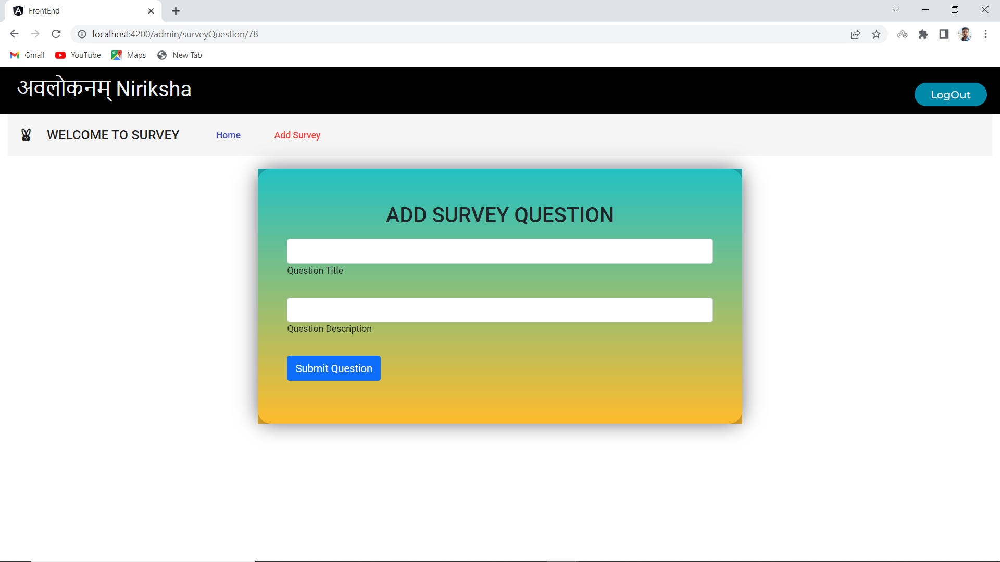 FrontEnd
localhost:4200/admin/surveyQuestion/78
Gmail YouTube Maps New Tab
अवलोकनम् Niriksha
LogOut
WELCOME TO SURVEY Home Add Survey
ADD SURVEY QUESTION
Question Title
Question Description
Submit Question